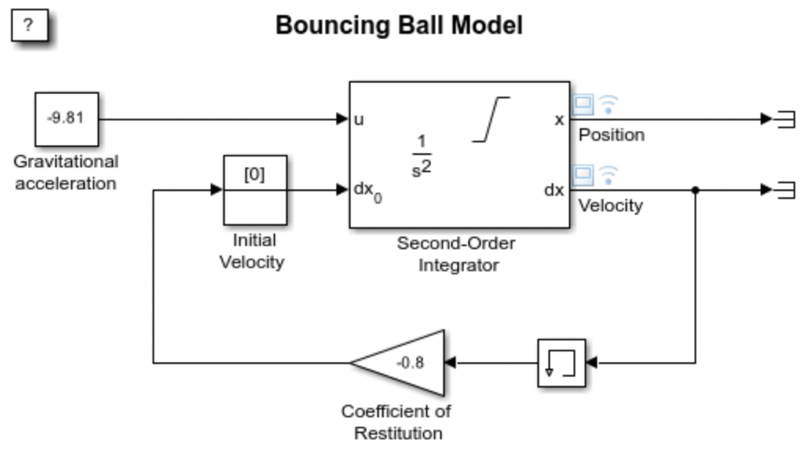 ?
Bouncing Ball Model
-9.81
Gravitational
acceleration
[0]
Initial
Velocity
u
dx0
1
s2
x
dx
Second-Order
Integrator
Position
Velocity
-0.8
Coefficient of
Restitution